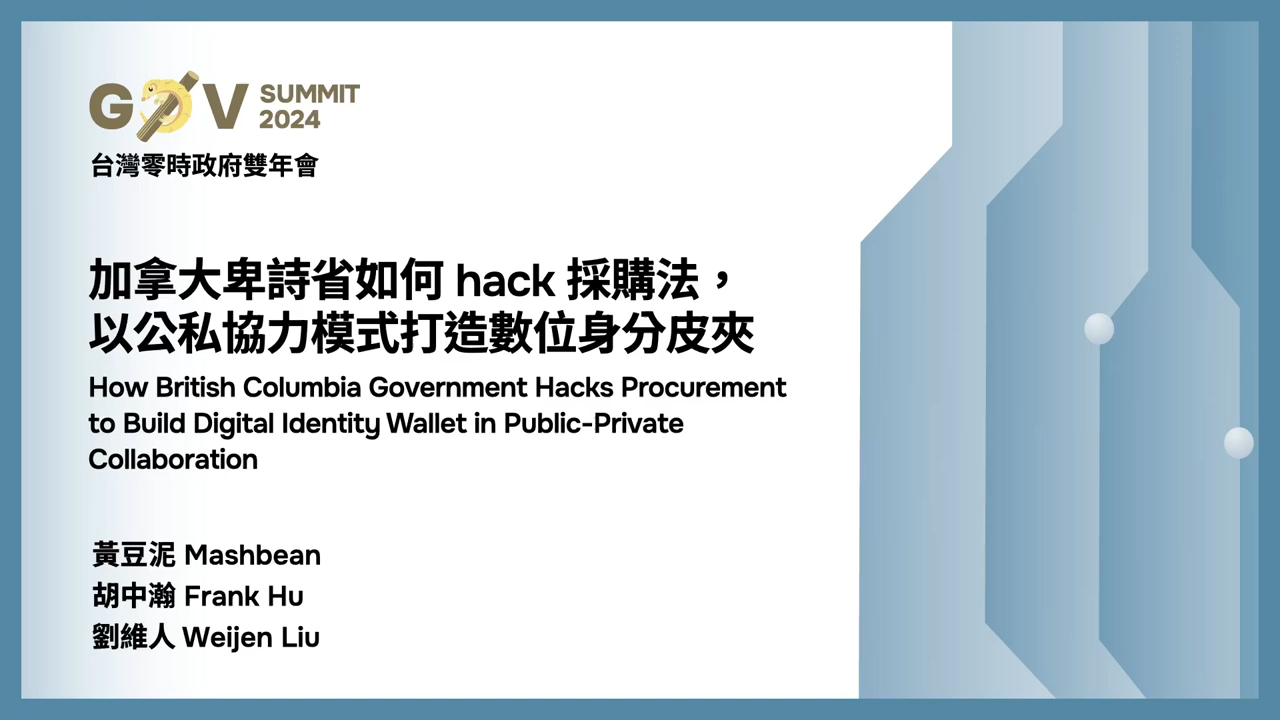 G0V SUMMIT
2024
台灣零時政府雙年會
加拿大卑詩省如何 hack 採購法，
以公私協力模式打造數位身分皮夾
How British Columbia Government Hacks Procurement
to Build Digital Identity Wallet in Public-Private
Collaboration
黃豆泥 Mashbean
胡中瀚 Frank Hu
劉維人 Weijen Liu